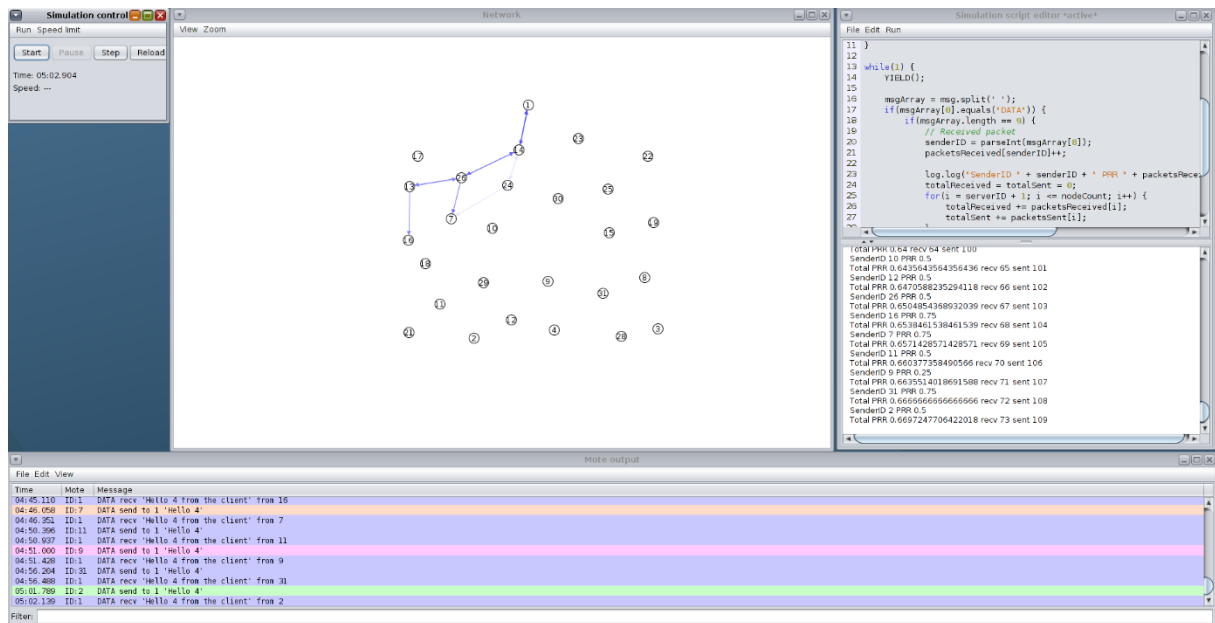 Simulation control
Run Speed limit
Start Pause Step Reload
Time: 05:02.904
Speed: ---
Network
View Zoom
1
14
23
17
22
26
13
24
25
30
7
19
10
15
16
18
8
29
9
31
11
12
21
4
3
2
28
Simulation script editor *active*
File Edit Run
11 }
12
13 while(1) {
14 YIELD();
15
16 msgArray = msg.split(' ');
17 if(msgArray[0].equals("DATA")) {
18 if(msgArray.length == 9) {
19 // Received packet
20 senderID = parseInt(msgArray[8]);
21 packetsReceived[senderID]++;
22
23 log.log("SenderID " + senderID + " PRR " + packetsRece
24 totalReceived = totalSent = 0;
25 for(i = serverID + 1; i <= nodeCount; i++) {
26 totalReceived += packetsReceived[i];
27 totalSent += packetsSent[i];
Total PRR 0.64 recv 64 sent 100
SenderID 10 PRR 0.5
Total PRR 0.6435643564356436 recv 65 sent 101
SenderID 12 PRR 0.5
Total PRR 0.6470588235294118 recv 66 sent 102
SenderID 26 PRR 0.5
Total PRR 0.6504854368932039 recv 67 sent 103
SenderID 16 PRR 0.75
Total PRR 0.6538461538461539 recv 68 sent 104
SenderID 7 PRR 0.75
Total PRR 0.6571428571428571 recv 69 sent 105
SenderID 11 PRR 0.5
Total PRR 0.660377358490566 recv 70 sent 106
SenderID 9 PRR 0.25
Total PRR 0.6635514018691588 recv 71 sent 107
SenderID 31 PRR 0.75
Total PRR 0.6666666666666666 recv 72 sent 108
SenderID 2 PRR 0.5
Total PRR 0.6697247706422018 recv 73 sent 109
Mote output
File Edit View
Time Mote Message
04:45.110 ID:1 DATA recv 'Hello 4 from the client' from 16
04:46.058 ID:7 DATA send to 1 'Hello 4'
04:46.351 ID:1 DATA recv 'Hello 4 from the client' from 7
04:50.396 ID:11 DATA send to 1 'Hello 4'
04:50.937 ID:1 DATA recv 'Hello 4 from the client' from 11
04:51.000 ID:9 DATA send to 1 'Hello 4'
04:51.428 ID:1 DATA recv 'Hello 4 from the client' from 9
04:56.204 ID:31 DATA send to 1 'Hello 4'
04:56.488 ID:1 DATA recv 'Hello 4 from the client' from 31
05:01.789 ID:2 DATA send to 1 'Hello 4'
05:02.139 ID:1 DATA recv 'Hello 4 from the client' from 2
Filter: